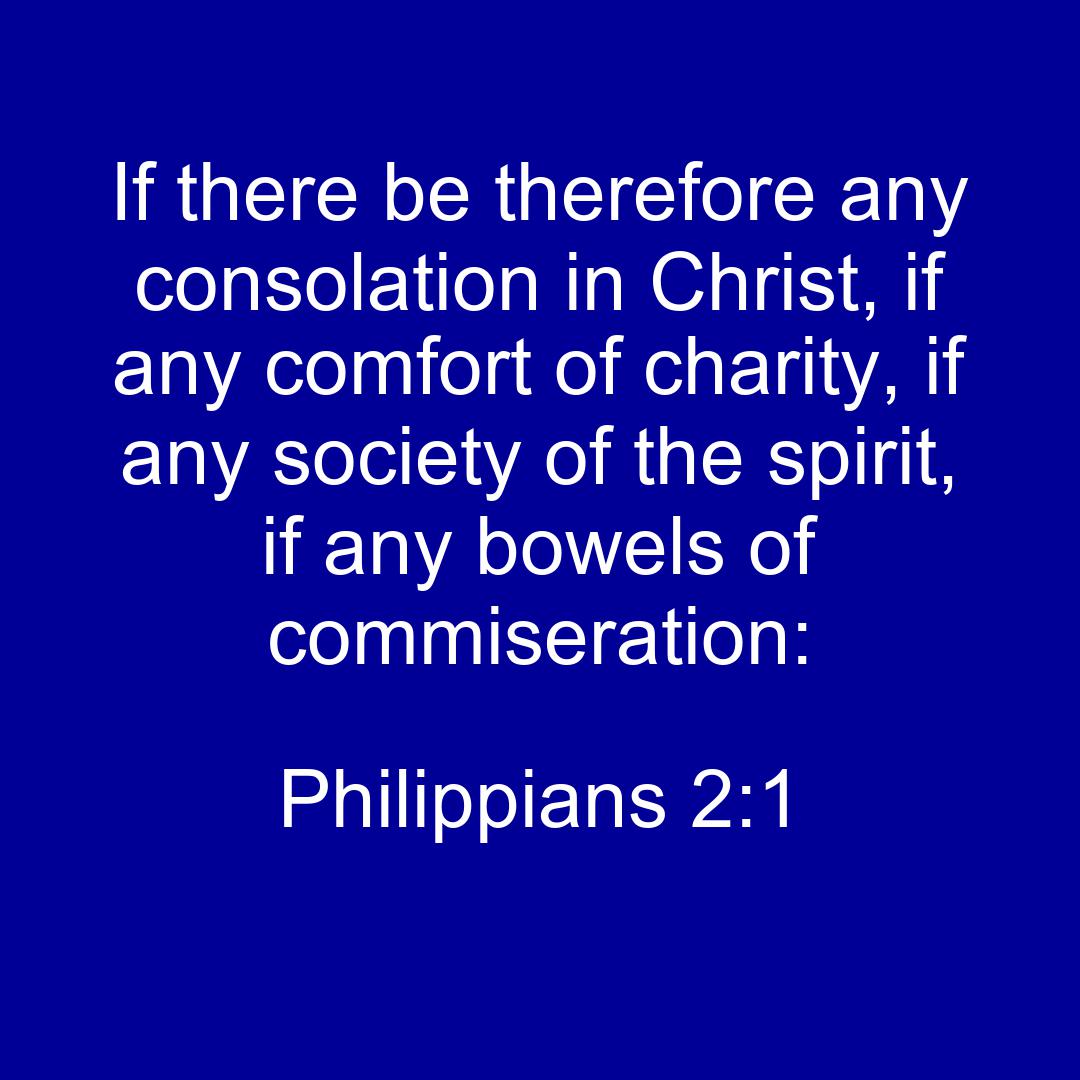 If there be therefore any
consolation in Christ, if
any comfort of charity, if
any society of the spirit,
if any bowels of
commiseration:
Philippians 2:1